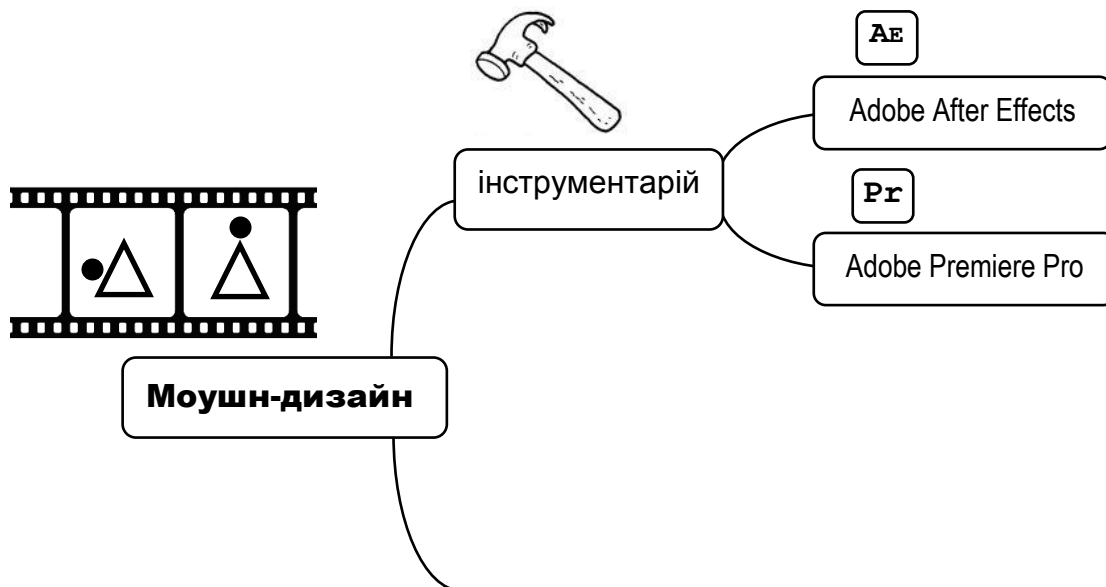 AE
Adobe After Effects
інструментарій
Pr
Adobe Premiere Pro
Моушн-дизайн